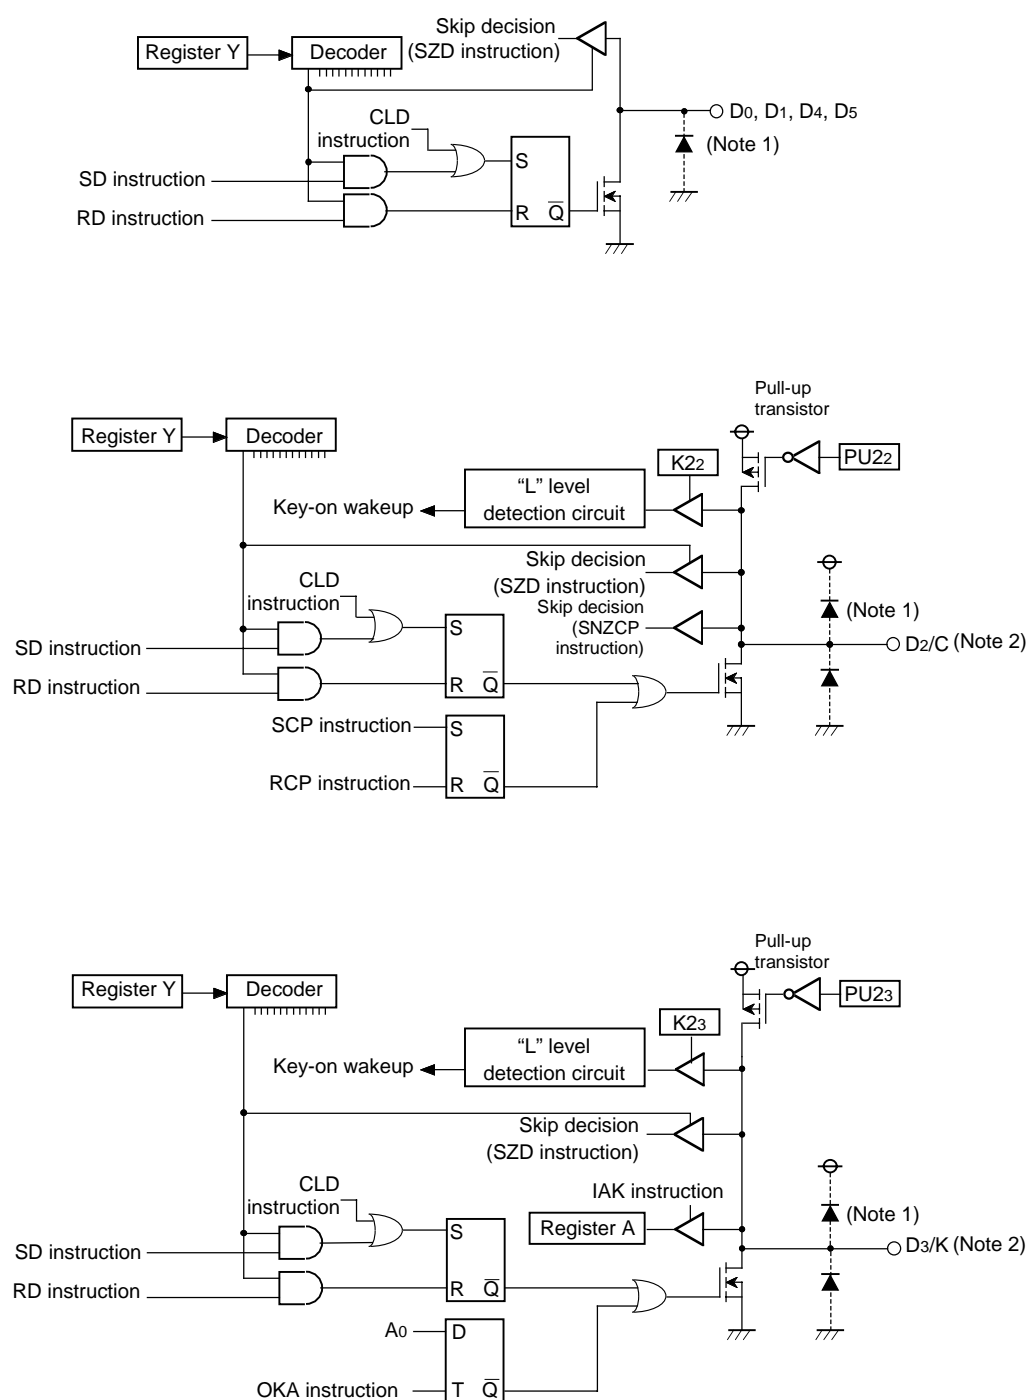 Skip decision
(SZD instruction)
Register Y
Decoder
D0, D1, D4, D5
(Note 1)
CLD
instruction
S
SD instruction
RD instruction
R Q̅
Pull-up
transistor
Register Y
Decoder
K22
PU22
"L" level
detection circuit
Key-on wakeup
Skip decision
(SZD instruction)
CLD
instruction
Skip decision
(SNZCP
instruction)
(Note 1)
S
SD instruction
D2/C (Note 2)
RD instruction
R Q̅
SCP instruction
S
RCP instruction
R Q̅
Pull-up
transistor
Register Y
Decoder
PU23
K23
"L" level
detection circuit
Key-on wakeup
Skip decision
(SZD instruction)
CLD
instruction
IAK instruction
Register A
(Note 1)
S
SD instruction
D3/K (Note 2)
RD instruction
R Q̅
A0
D
OKA instruction
T Q̅